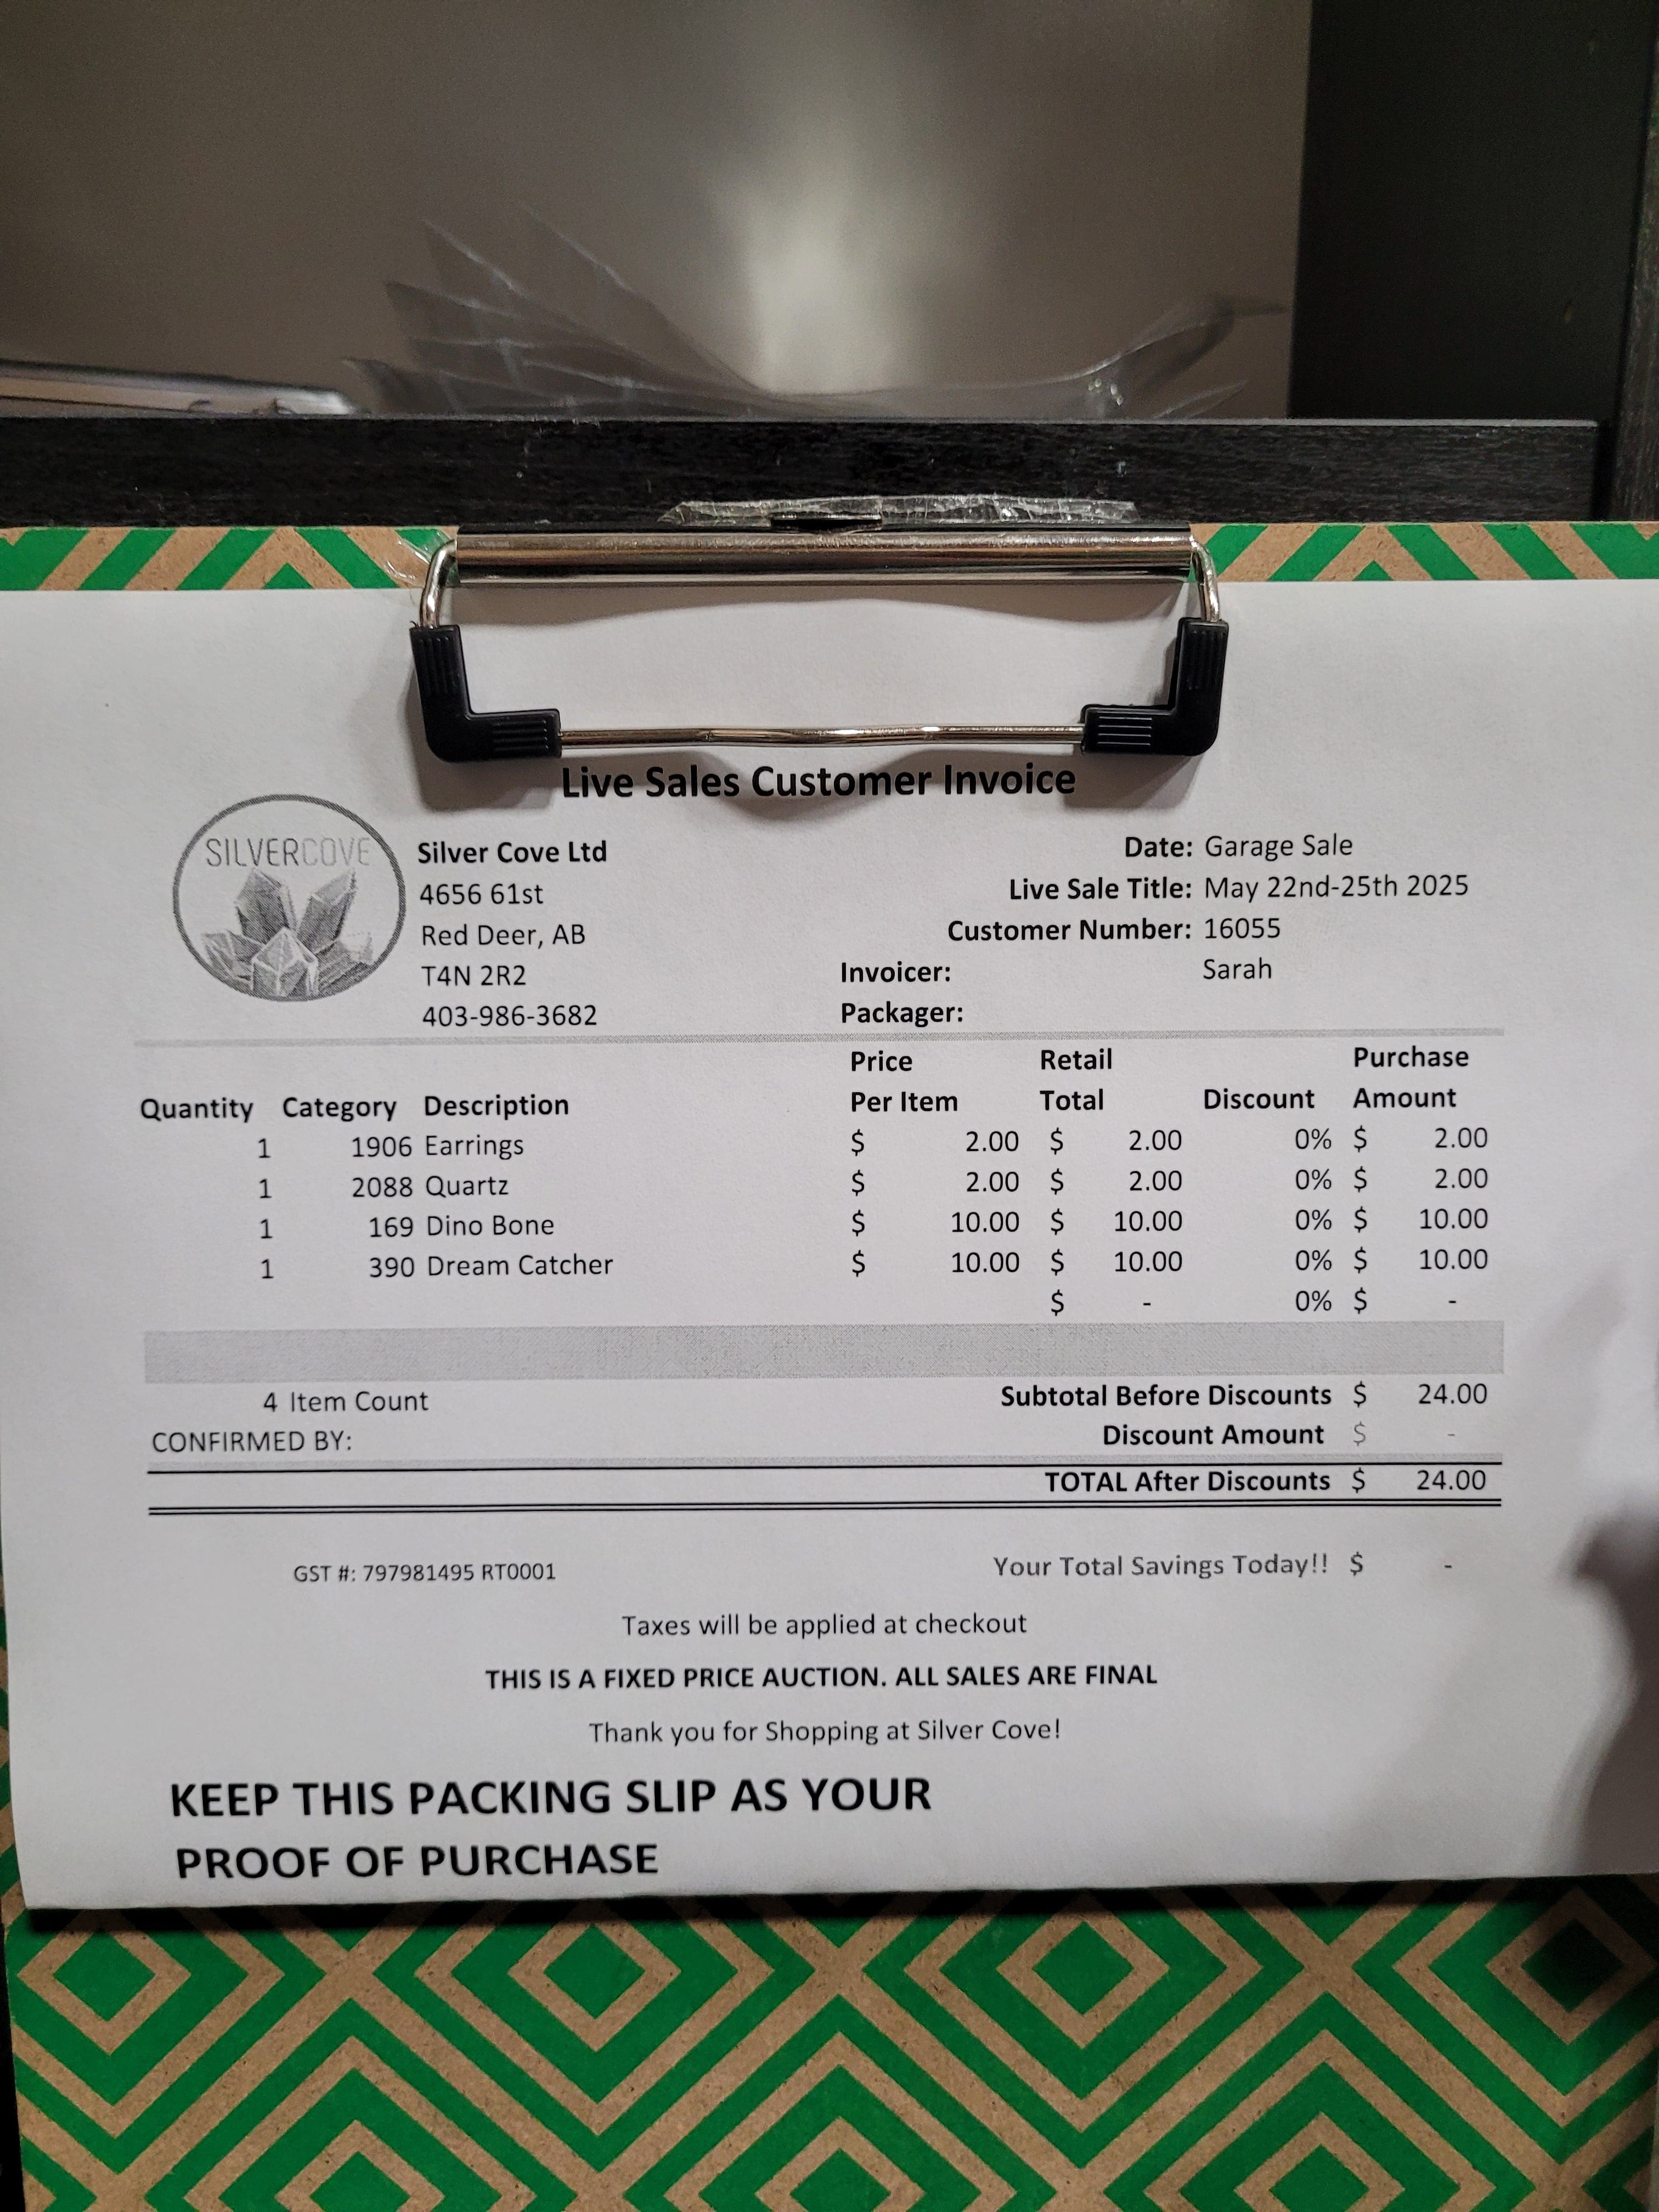 Live Sales Customer Invoice
SILVERCOVE
Silver Cove Ltd
4656 61st
Red Deer, AB
T4N 2R2
403-986-3682
Date: Garage Sale
Live Sale Title: May 22nd-25th 2025
Customer Number: 16055
Invoicer: Sarah
Packager:
Quantity Category Description Price Per Item Retail Total Discount Purchase Amount
1 1906 Earrings $ 2.00 $ 2.00 0% $ 2.00
1 2088 Quartz $ 2.00 $ 2.00 0% $ 2.00
1 169 Dino Bone $ 10.00 $ 10.00 0% $ 10.00
1 390 Dream Catcher $ 10.00 $ 10.00 0% $ 10.00
$ - 0% $ -
4 Item Count Subtotal Before Discounts $ 24.00
CONFIRMED BY: Discount Amount $ -
TOTAL After Discounts $ 24.00
GST #: 797981495 RT0001 Your Total Savings Today!! $ -
Taxes will be applied at checkout
THIS IS A FIXED PRICE AUCTION. ALL SALES ARE FINAL
Thank you for Shopping at Silver Cove!
KEEP THIS PACKING SLIP AS YOUR
PROOF OF PURCHASE